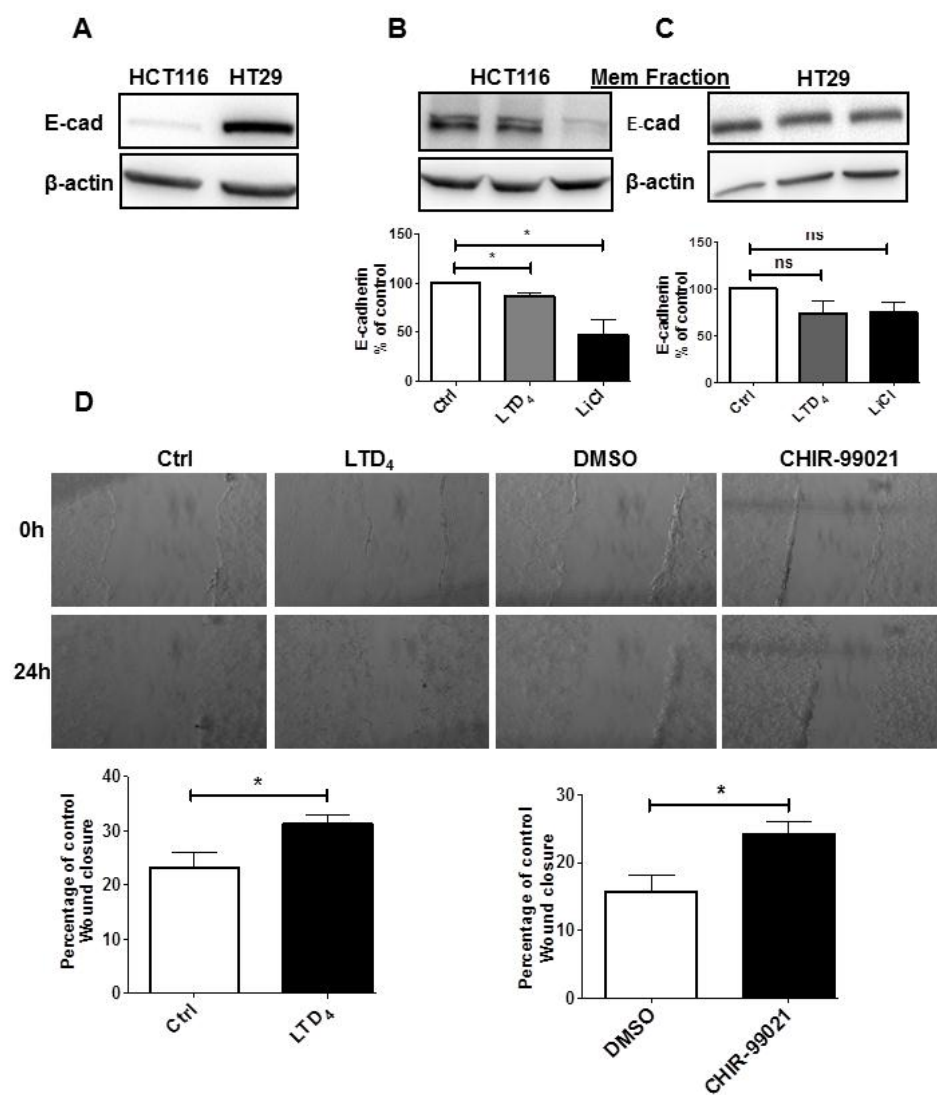 A
HCT116 HT29
E-cad
β-actin
B
HCT116
Mem Fraction
C
HT29
E-cad
β-actin
*
*
150
100
50
0
E-cadherin
% of control
Ctrl
LTD4
LiCl
ns
ns
150
100
50
0
E-cadherin
% of control
Ctrl
LTD4
LiCl
D
Ctrl
LTD4
DMSO
CHIR-99021
0h
24h
*
40
30
20
10
0
Percentage of control
Wound closure
Ctrl
LTD4
*
30
20
10
0
Percentage of control
Wound closure
DMSO
CHIR-99021